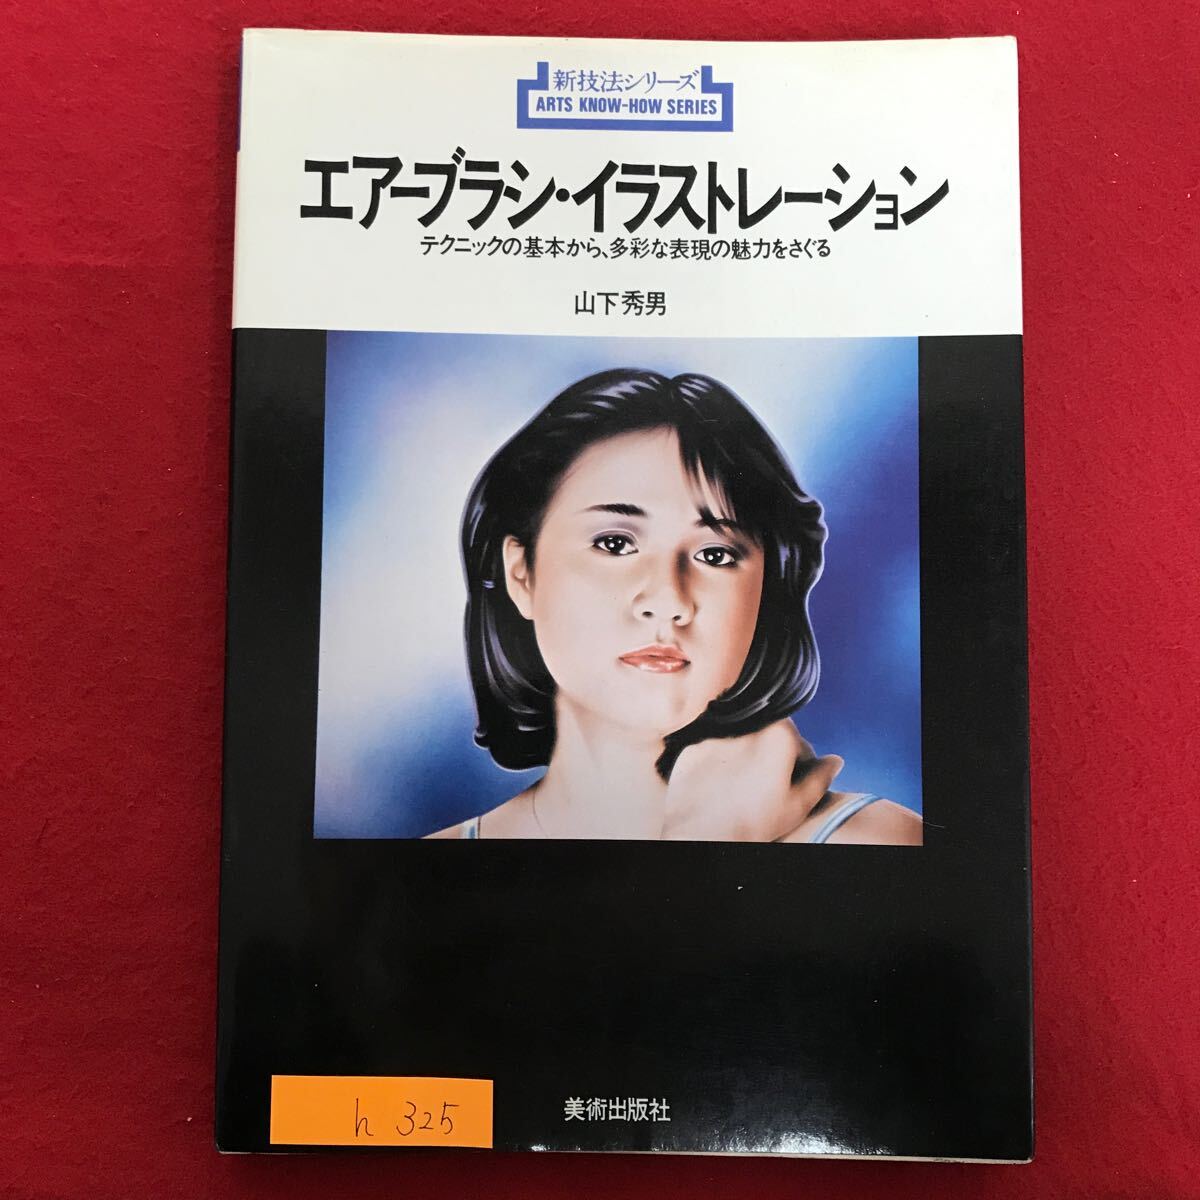 新技法シリーズ
ARTS KNOW-HOW SERIES
エアーブラシ・イラストレーション
テクニックの基本から、多彩な表現の魅力をさぐる
山下秀男
h 325
美術出版社